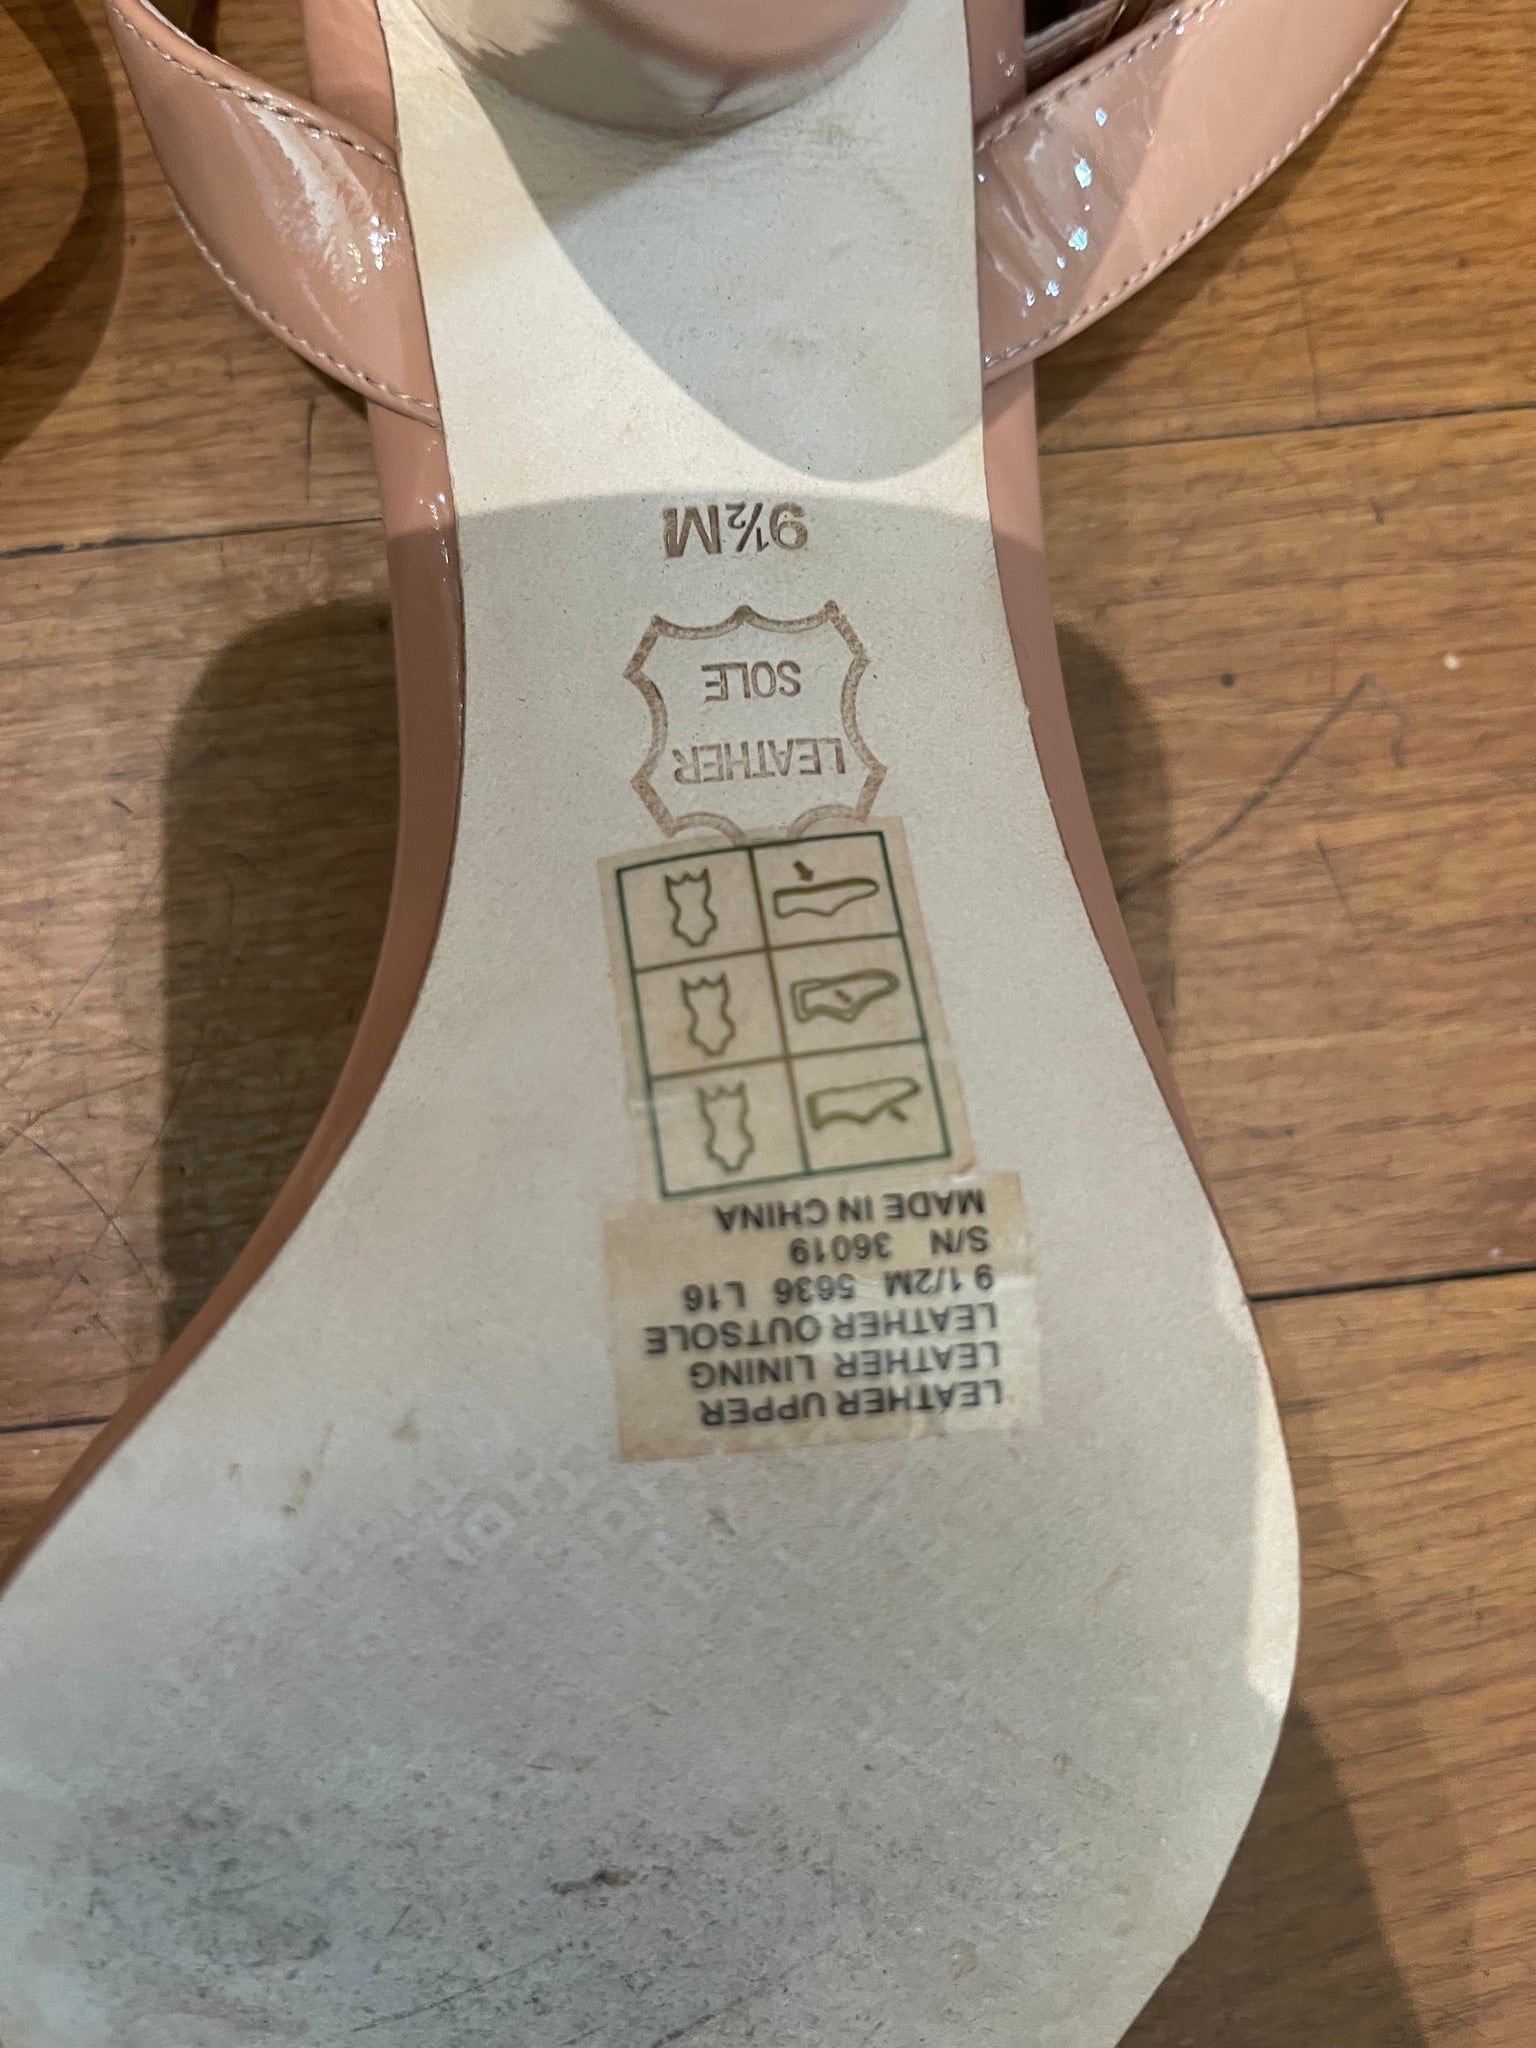 LEATHER UPPER
LEATHER LINING
LEATHER OUTSOLE
9 1/2M 5636 L16
S/N 36019
MADE IN CHINA
LEATHER
SOLE
9½M